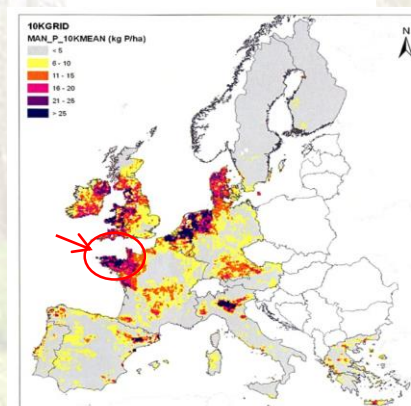 10KGRID
MAN_P_10KMEAN (kg P/ha)
< 5
6 - 10
11 - 15
16 - 20
21 - 25
> 25
N